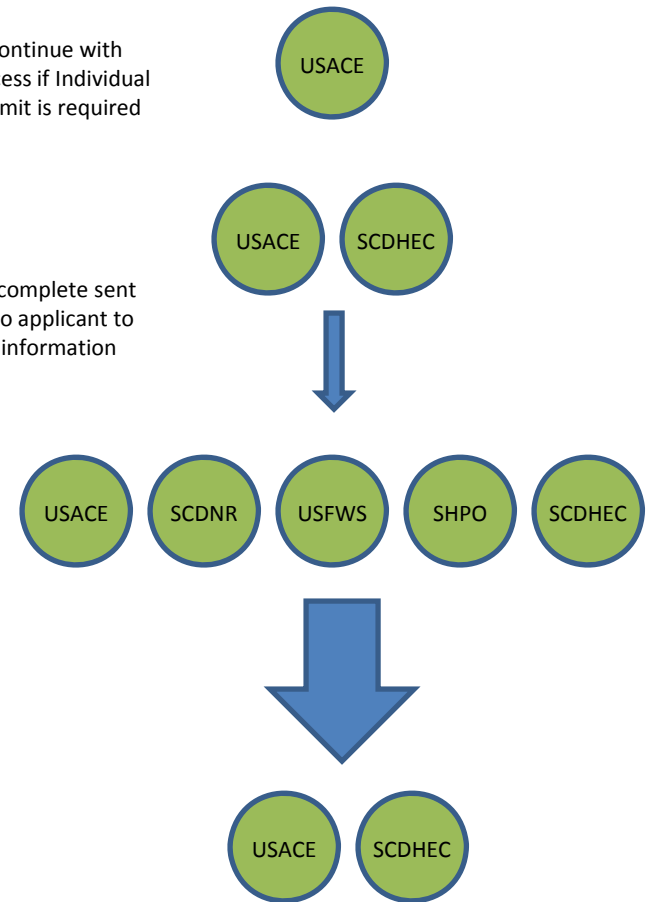 ontinue with
ess if Individual
mit is required
USACE
USACE SCDHEC
complete sent
o applicant to
information
USACE SCDNR USFWS SHPO SCDHEC
USACE SCDHEC